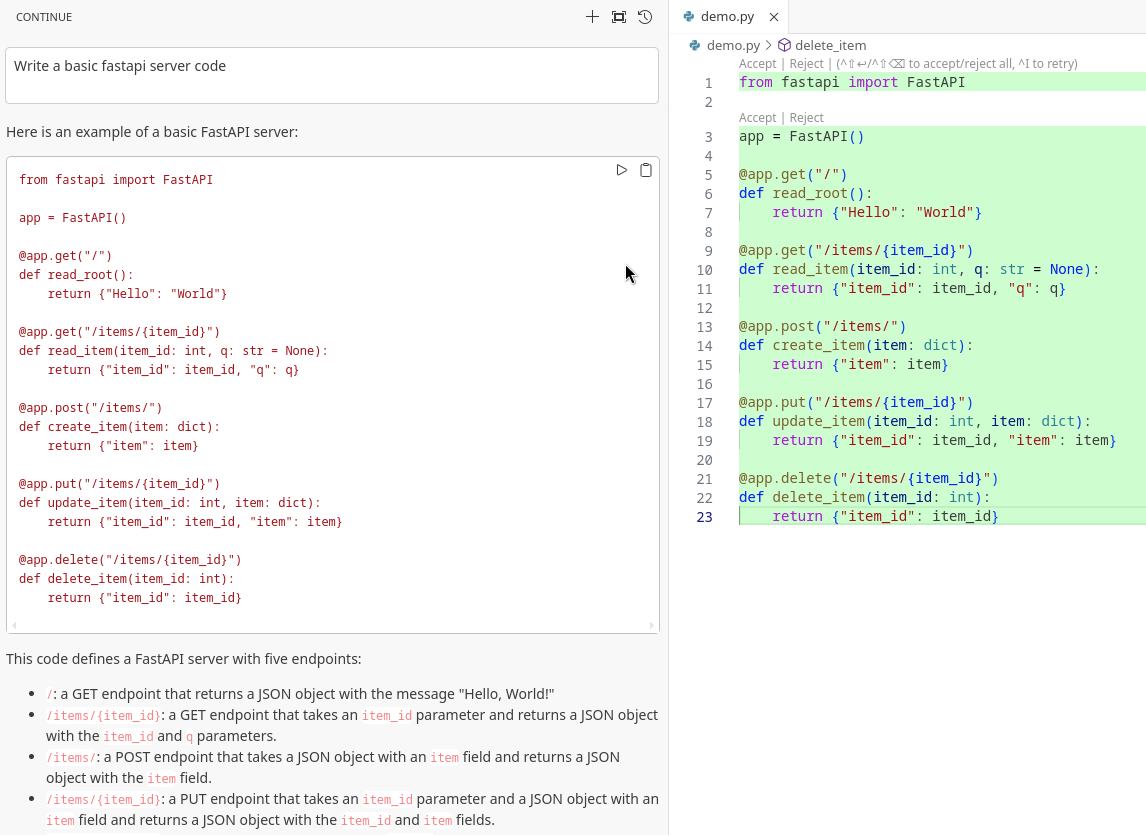 CONTINUE
Write a basic fastapi server code
Here is an example of a basic FastAPI server:
from fastapi import FastAPI
app = FastAPI()
@app.get("/")
def read_root():
    return {"Hello": "World"}
@app.get("/items/{item_id}")
def read_item(item_id: int, q: str = None):
    return {"item_id": item_id, "q": q}
@app.post("/items/")
def create_item(item: dict):
    return {"item": item}
@app.put("/items/{item_id}")
def update_item(item_id: int, item: dict):
    return {"item_id": item_id, "item": item}
@app.delete("/items/{item_id}")
def delete_item(item_id: int):
    return {"item_id": item_id}
This code defines a FastAPI server with five endpoints:
• /: a GET endpoint that returns a JSON object with the message "Hello, World!"
• /items/{item_id}: a GET endpoint that takes an item_id parameter and returns a JSON object
with the item_id and q parameters.
• /items/: a POST endpoint that takes a JSON object with an item field and returns a JSON
object with the item field.
• /items/{item_id}: a PUT endpoint that takes an item_id parameter and a JSON object with an
item field and returns a JSON object with the item_id and item fields.
demo.py
demo.py > delete_item
Accept | Reject | (^⇧↩/^⇧⌫ to accept/reject all, ^I to retry)
1 from fastapi import FastAPI
2
Accept | Reject
3 app = FastAPI()
4
5 @app.get("/")
6 def read_root():
7     return {"Hello": "World"}
8
9 @app.get("/items/{item_id}")
10 def read_item(item_id: int, q: str = None):
11     return {"item_id": item_id, "q": q}
12
13 @app.post("/items/")
14 def create_item(item: dict):
15     return {"item": item}
16
17 @app.put("/items/{item_id}")
18 def update_item(item_id: int, item: dict):
19     return {"item_id": item_id, "item": item}
20
21 @app.delete("/items/{item_id}")
22 def delete_item(item_id: int):
23     return {"item_id": item_id}